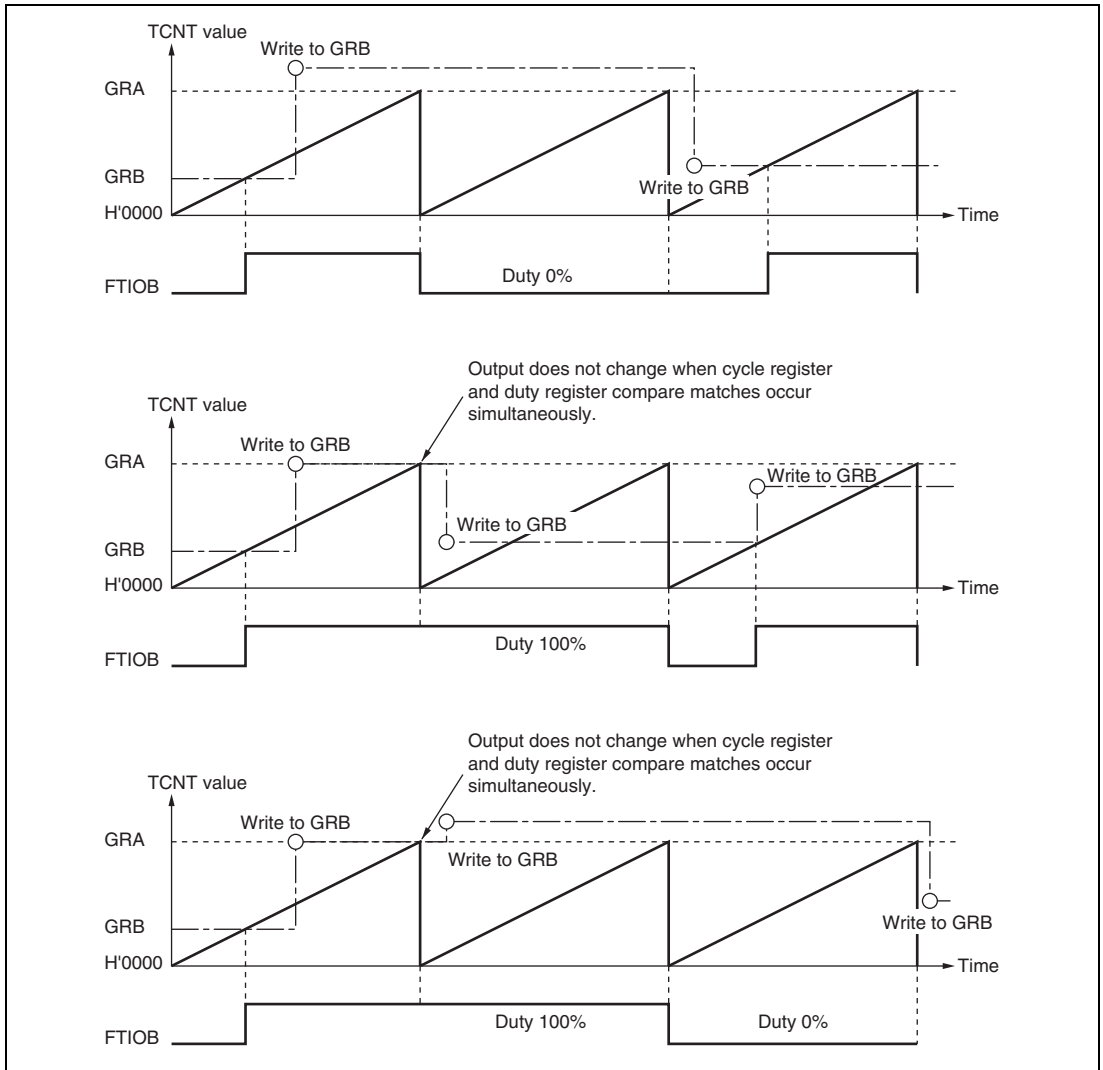 TCNT value
Write to GRB
GRA
GRB
Write to GRB
H'0000
Time
Duty 0%
FTIOB
Output does not change when cycle register
and duty register compare matches occur
simultaneously.
TCNT value
Write to GRB
GRA
Write to GRB
Write to GRB
GRB
H'0000
Time
Duty 100%
FTIOB
Output does not change when cycle register
and duty register compare matches occur
simultaneously.
TCNT value
Write to GRB
GRA
Write to GRB
GRB
Write to GRB
H'0000
Time
Duty 100%
Duty 0%
FTIOB